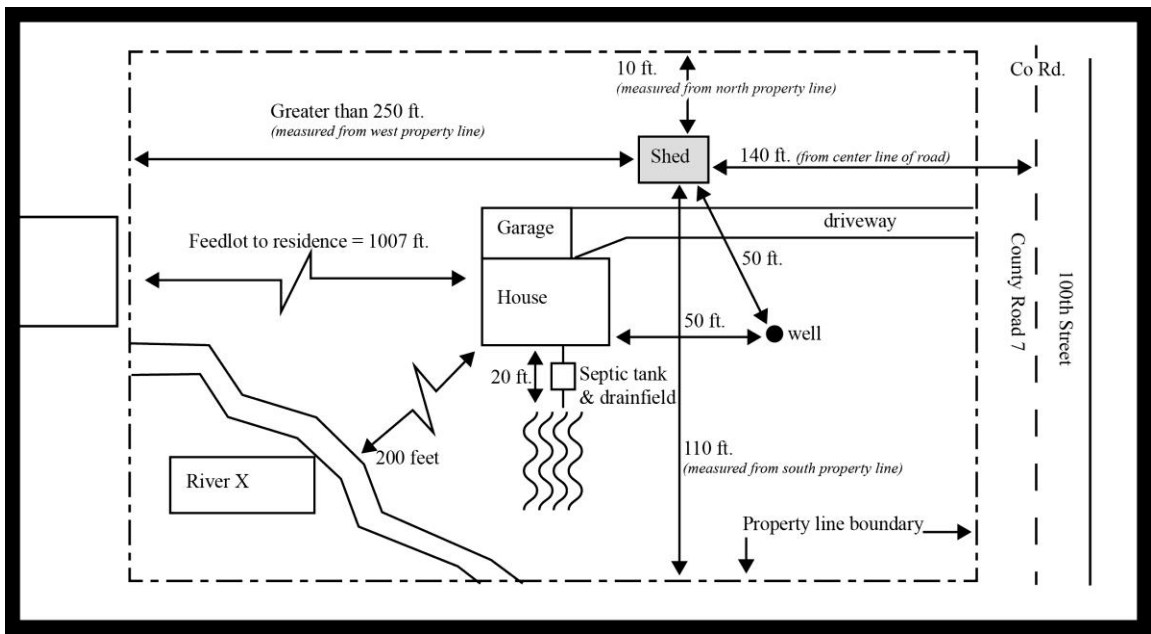 10 ft.
(measured from north property line)
Co Rd.
Greater than 250 ft.
(measured from west property line)
Shed
140 ft. (from center line of road)
Garage
driveway
Feedlot to residence = 1007 ft.
50 ft.
House
County Road 7
100th Street
50 ft.
well
20 ft.
Septic tank
& drainfield
200 feet
110 ft.
(measured from south property line)
River X
Property line boundary